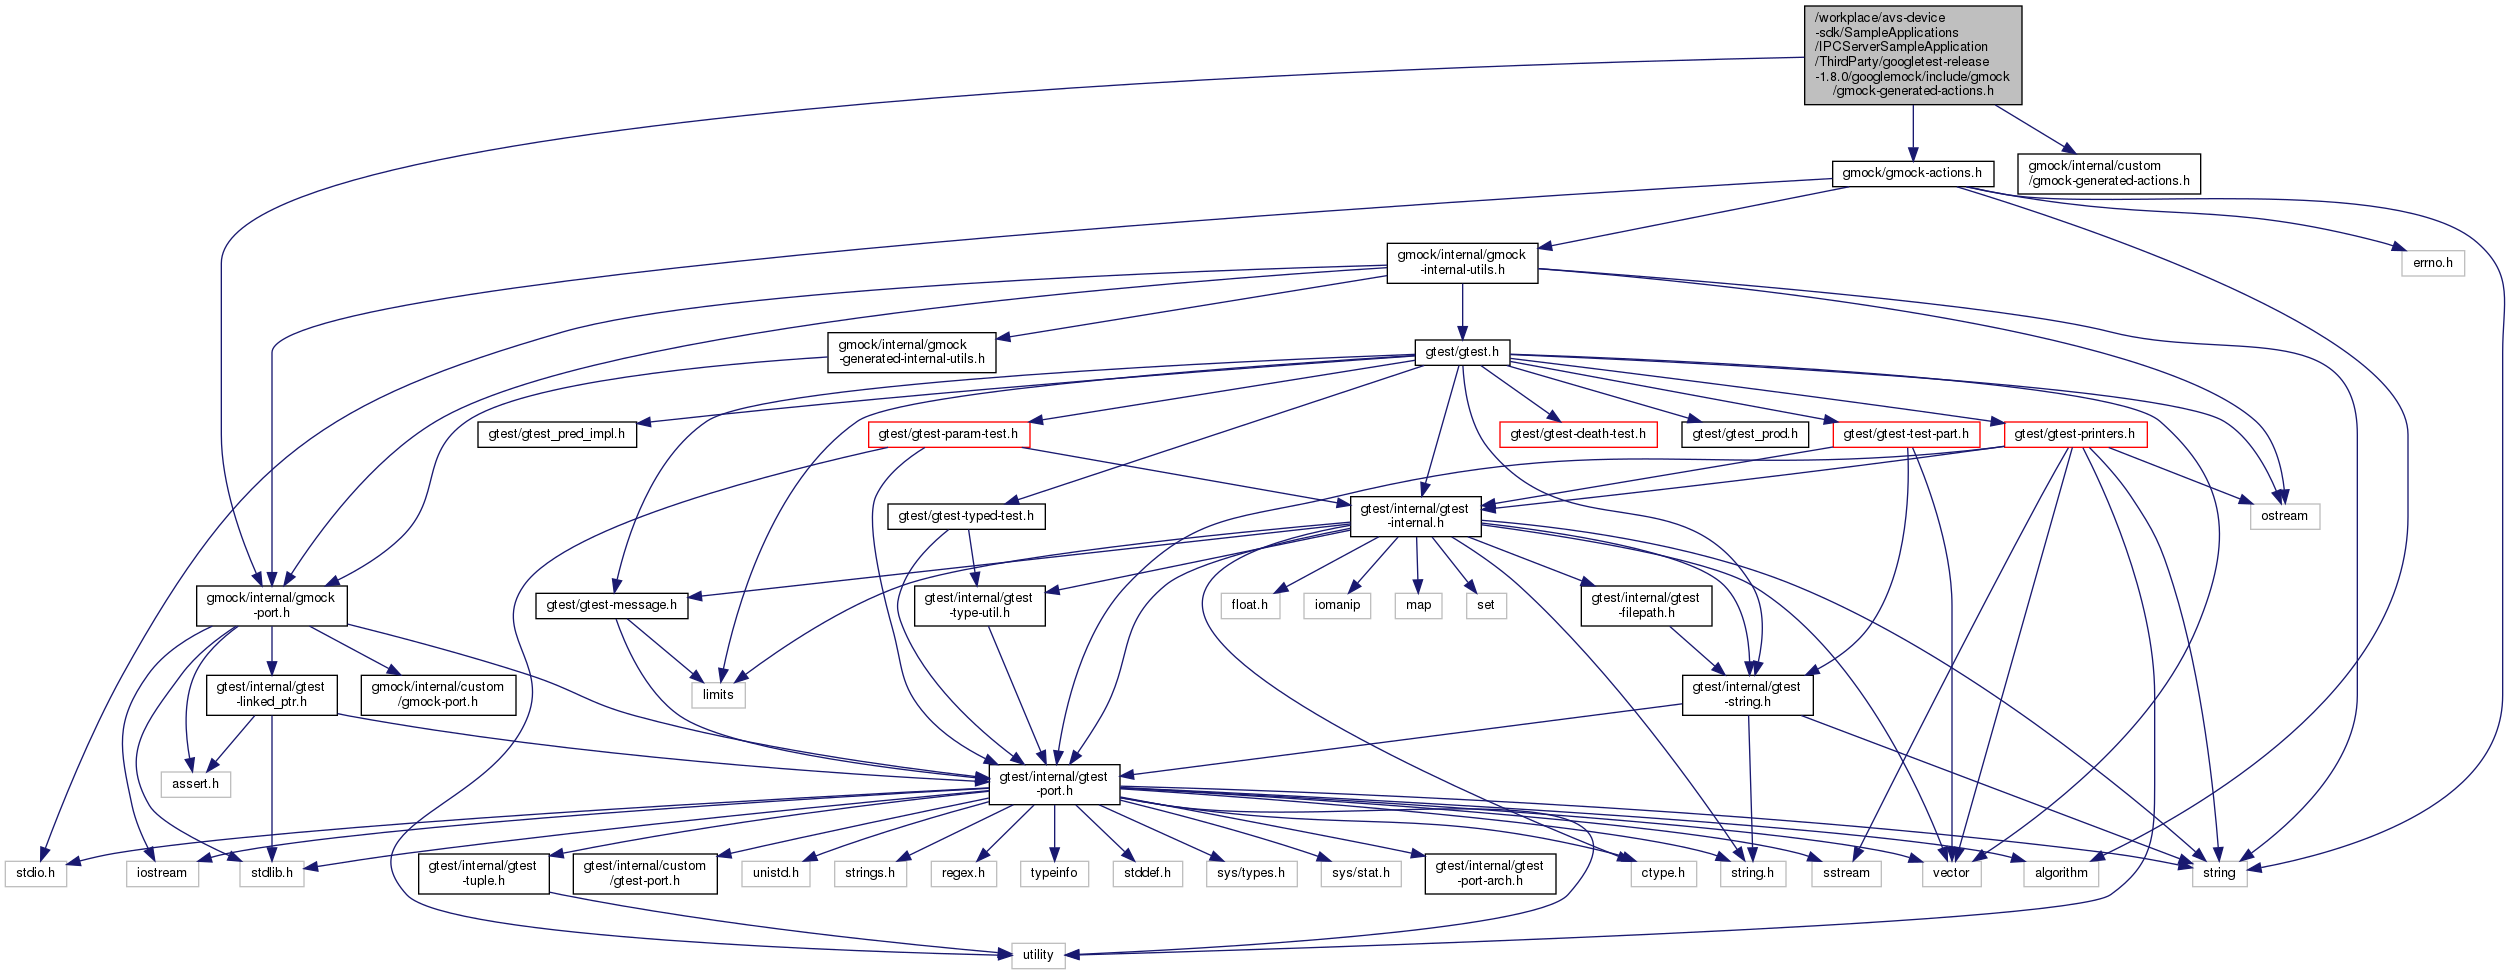 /workplace/avs-device
-sdk/SampleApplications
/IPCServerSampleApplication
/ThirdParty/googletest-release
-1.8.0/googlemock/include/gmock
/gmock-generated-actions.h
gmock/gmock-actions.h
gmock/internal/custom
/gmock-generated-actions.h
gmock/internal/gmock
-internal-utils.h
errno.h
gmock/internal/gmock
-generated-internal-utils.h
gtest/gtest.h
gtest/gtest_pred_impl.h
gtest/gtest-param-test.h
gtest/gtest-death-test.h
gtest/gtest_prod.h
gtest/gtest-test-part.h
gtest/gtest-printers.h
gtest/gtest-typed-test.h
gtest/internal/gtest
-internal.h
ostream
gmock/internal/gmock
-port.h
gtest/gtest-message.h
gtest/internal/gtest
-type-util.h
float.h
iomanip
map
set
gtest/internal/gtest
-filepath.h
gtest/internal/gtest
-linked_ptr.h
gmock/internal/custom
/gmock-port.h
limits
gtest/internal/gtest
-string.h
assert.h
gtest/internal/gtest
-port.h
stdio.h
iostream
stdlib.h
gtest/internal/gtest
-tuple.h
gtest/internal/custom
/gtest-port.h
unistd.h
strings.h
regex.h
typeinfo
stddef.h
sys/types.h
sys/stat.h
gtest/internal/gtest
-port-arch.h
ctype.h
string.h
sstream
vector
algorithm
string
utility